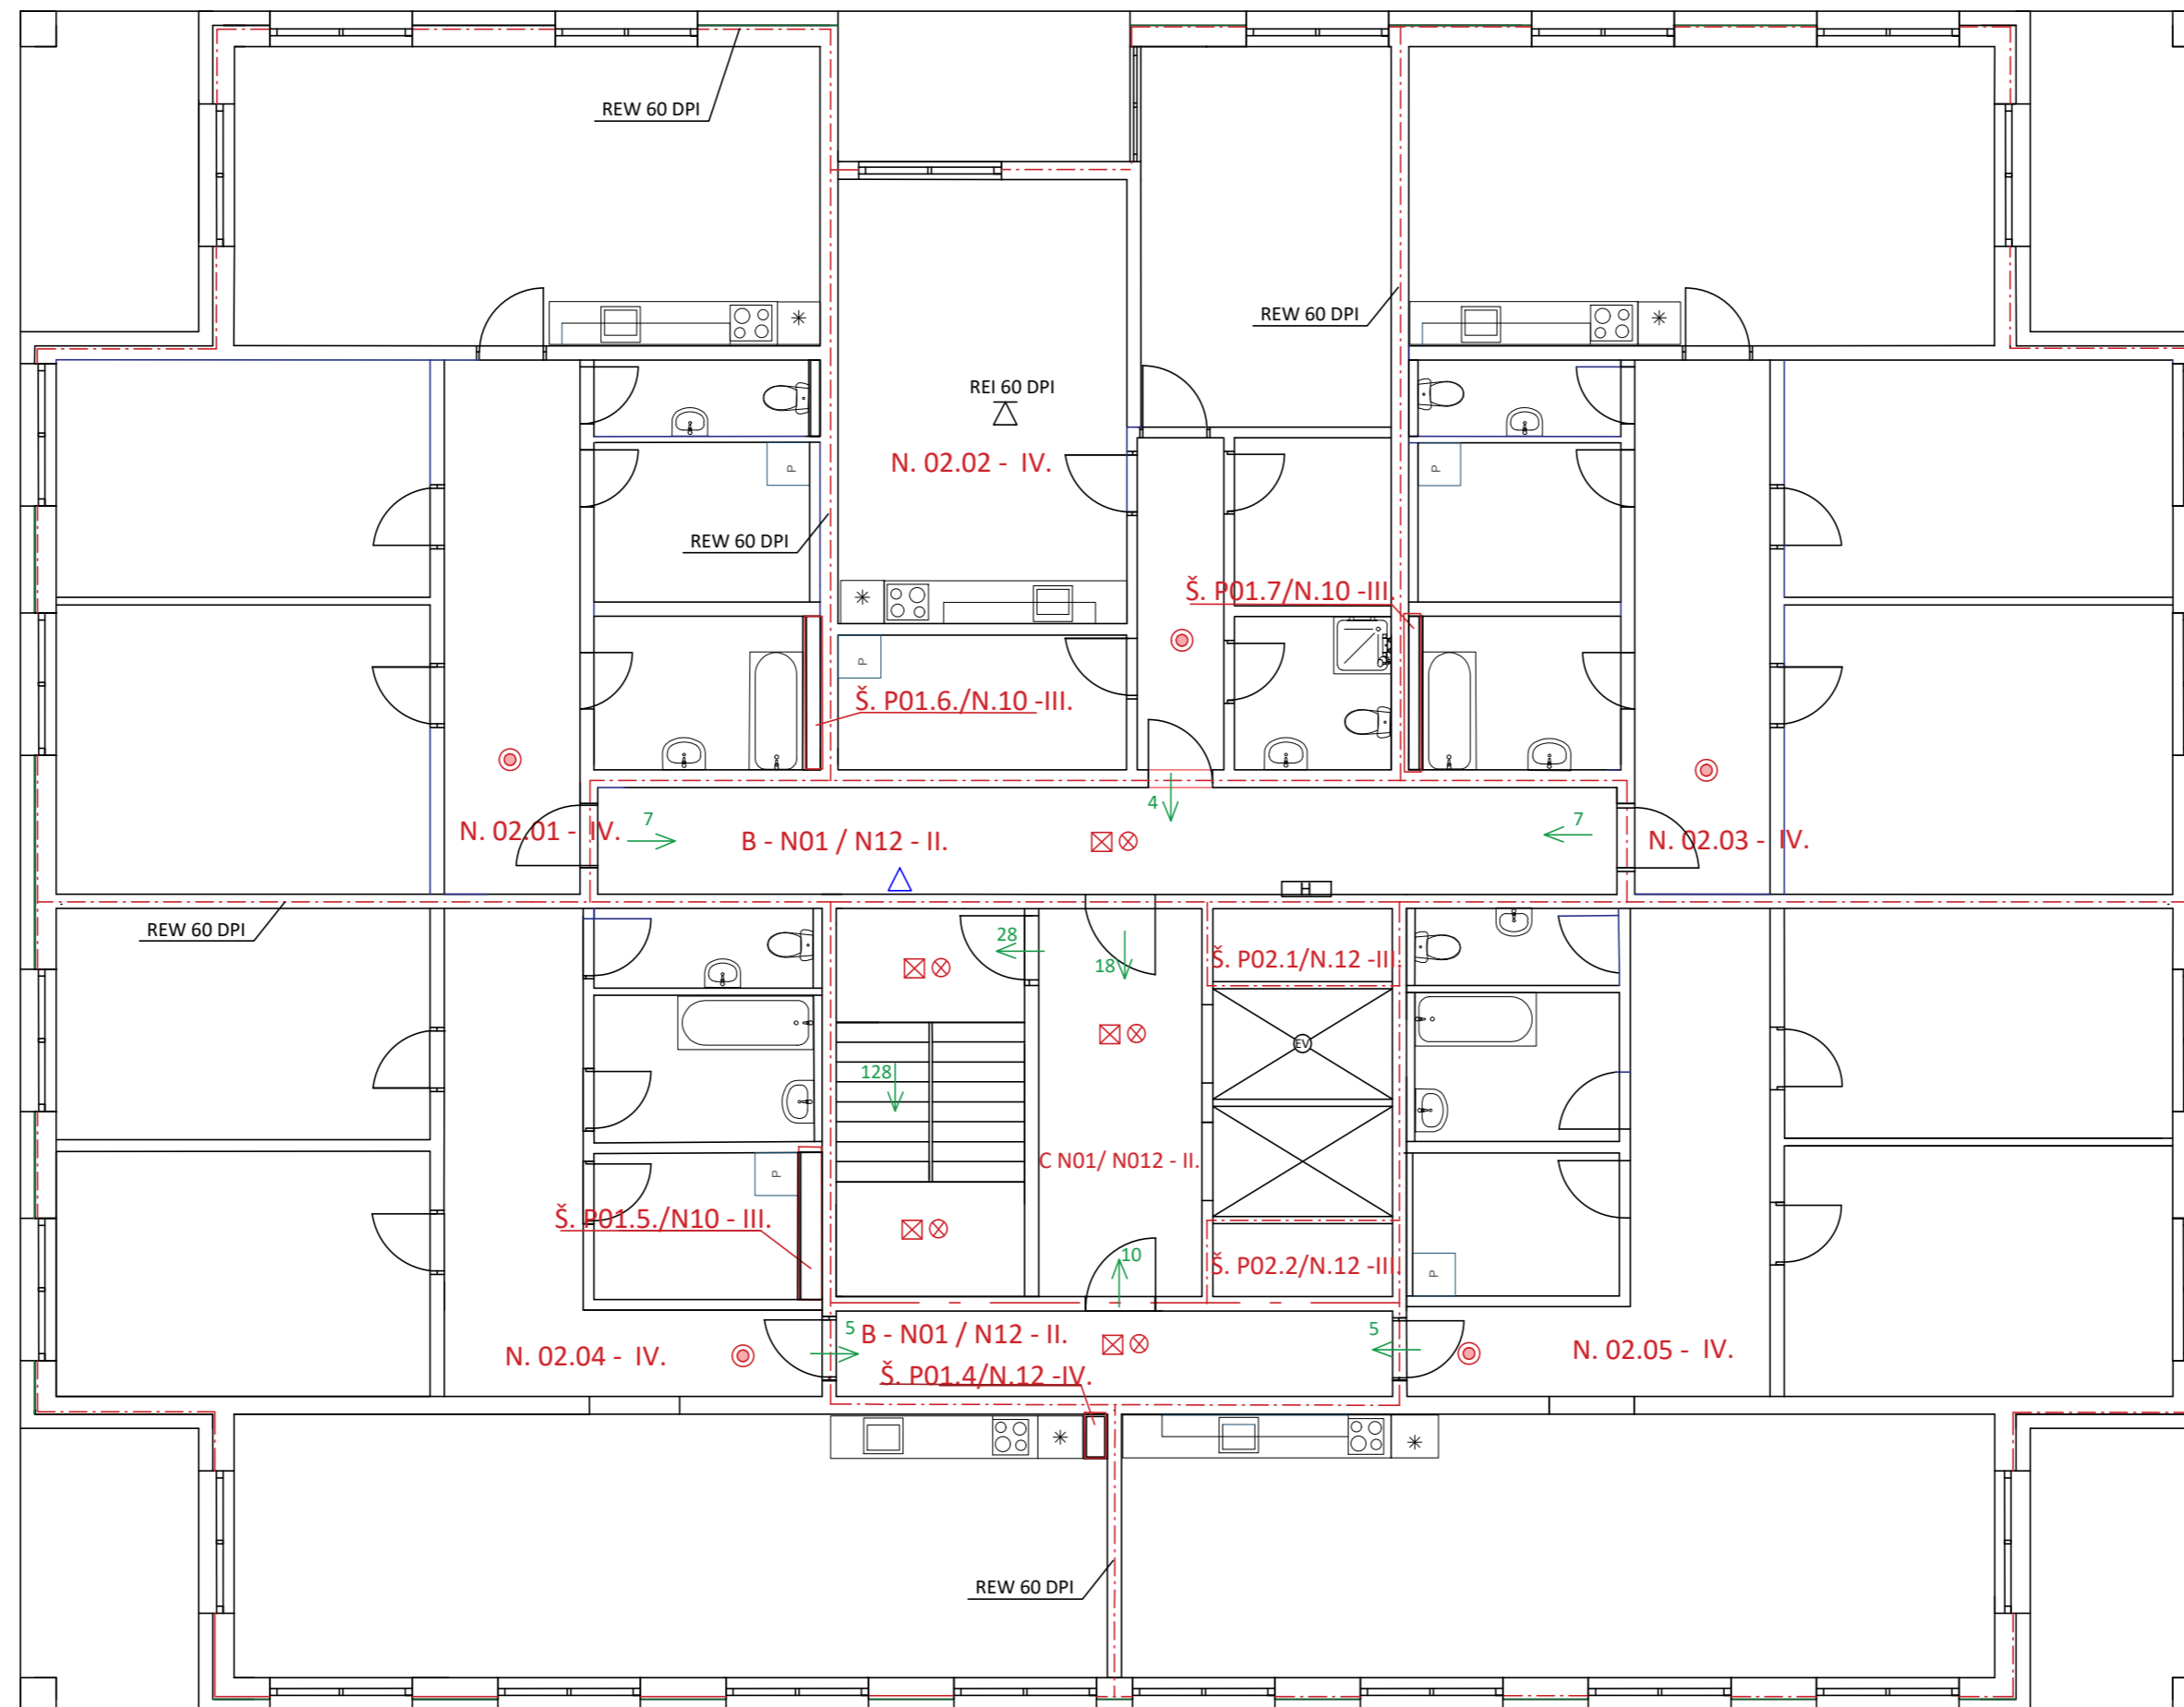 REW 60 DPI
REW 60 DPI
REI 60 DPI
N. 02.02 - IV.
REW 60 DPI
P
P
Š. P01.7/N.10 -III.
P
Š. P01.6./N.10 -III.
4
7
7
N. 02.01 - IV.
B - N01 / N12 - II.
N. 02.03 - IV.
H
REW 60 DPI
28
18
Š. P02.1/N.12 -III.
EV
128
C N01/ N012 - II.
P
Š. P01.5./N10 - III.
10
Š. P02.2/N.12 -III.
P
5
B - N01 / N12 - II.
5
N. 02.04 - IV.
N. 02.05 - IV.
Š. P01.4/N.12 -IV.
REW 60 DPI